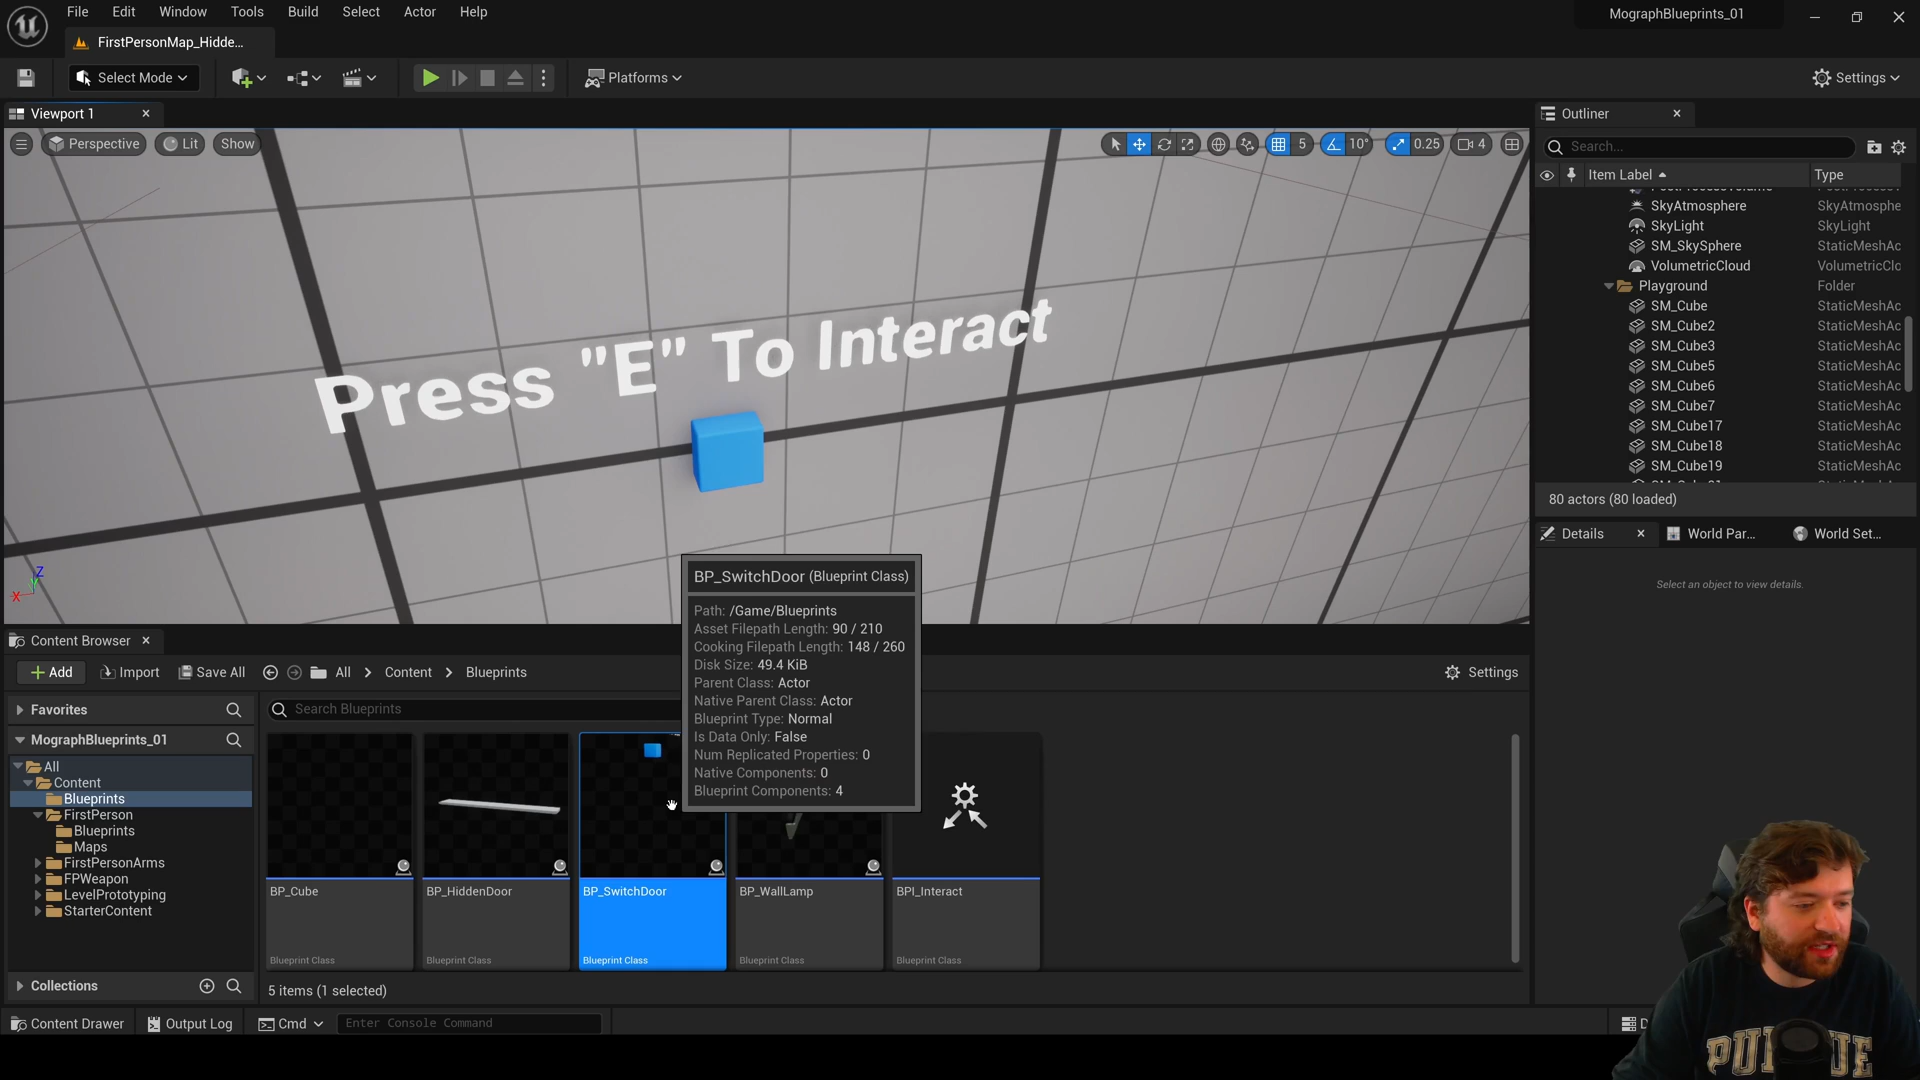 File Edit Window Tools Build Select Actor Help
MographBlueprints_01
FirstPersonMap_Hidde...
Select Mode
Platforms
Settings
Viewport 1
Perspective
Lit
Show
5
10°
0.25
4
Press "E" To Interact
Outliner
Search...
Item Label
Type
SkyAtmosphere SkyAtmosphe
SkyLight SkyLight
SM_SkySphere StaticMeshAc
VolumetricCloud VolumetricClo
Playground Folder
SM_Cube StaticMeshAc
SM_Cube2 StaticMeshAc
SM_Cube3 StaticMeshAc
SM_Cube5 StaticMeshAc
SM_Cube6 StaticMeshAc
SM_Cube7 StaticMeshAc
SM_Cube17 StaticMeshAc
SM_Cube18 StaticMeshAc
SM_Cube19 StaticMeshAc
80 actors (80 loaded)
Details
World Par...
World Set...
Select an object to view details.
BP_SwitchDoor (Blueprint Class)
Path: /Game/Blueprints
Asset Filepath Length: 90 / 210
Cooking Filepath Length: 148 / 260
Disk Size: 49.4 KiB
Parent Class: Actor
Native Parent Class: Actor
Blueprint Type: Normal
Is Data Only: False
Num Replicated Properties: 0
Native Components: 0
Blueprint Components: 4
Content Browser
Add
Import
Save All
All
Content
Blueprints
Settings
Favorites
Search Blueprints
MographBlueprints_01
All
Content
Blueprints
FirstPerson
Blueprints
Maps
FirstPersonArms
FPWeapon
LevelPrototyping
StarterContent
Collections
BP_Cube
Blueprint Class
BP_HiddenDoor
Blueprint Class
BP_SwitchDoor
Blueprint Class
BP_WallLamp
Blueprint Class
BPI_Interact
Blueprint Class
5 items (1 selected)
Content Drawer
Output Log
Cmd
Enter Console Command
X
Y
Z